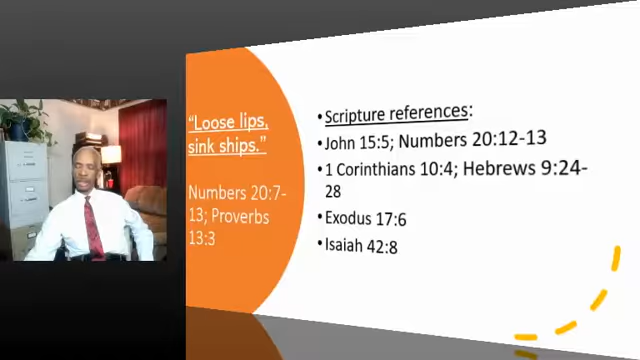 “Loose lips,
sink ships.”
Numbers 20:7-
13; Proverbs
13:3
•Scripture references:
•John 15:5; Numbers 20:12-13
•1 Corinthians 10:4; Hebrews 9:24-
28
•Exodus 17:6
•Isaiah 42:8